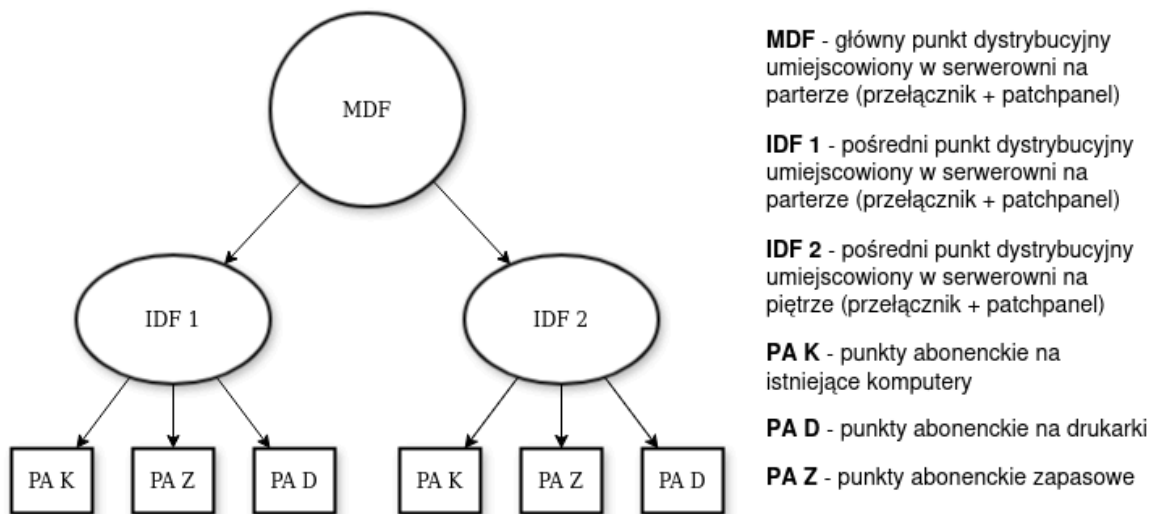 MDF
IDF 1
IDF 2
PA K
PA Z
PA D
PA K
PA Z
PA D
MDF - główny punkt dystrybucyjny
umiejscowiony w serwerowni na
parterze (przełącznik + patchpanel)
IDF 1 - pośredni punkt dystrybucyjny
umiejscowiony w serwerowni na
parterze (przełącznik + patchpanel)
IDF 2 - pośredni punkt dystrybucyjny
umiejscowiony w serwerowni na
piętrze (przełącznik + patchpanel)
PA K - punkty abonenckie na
istniejące komputery
PA D - punkty abonenckie na drukarki
PA Z - punkty abonenckie zapasowe